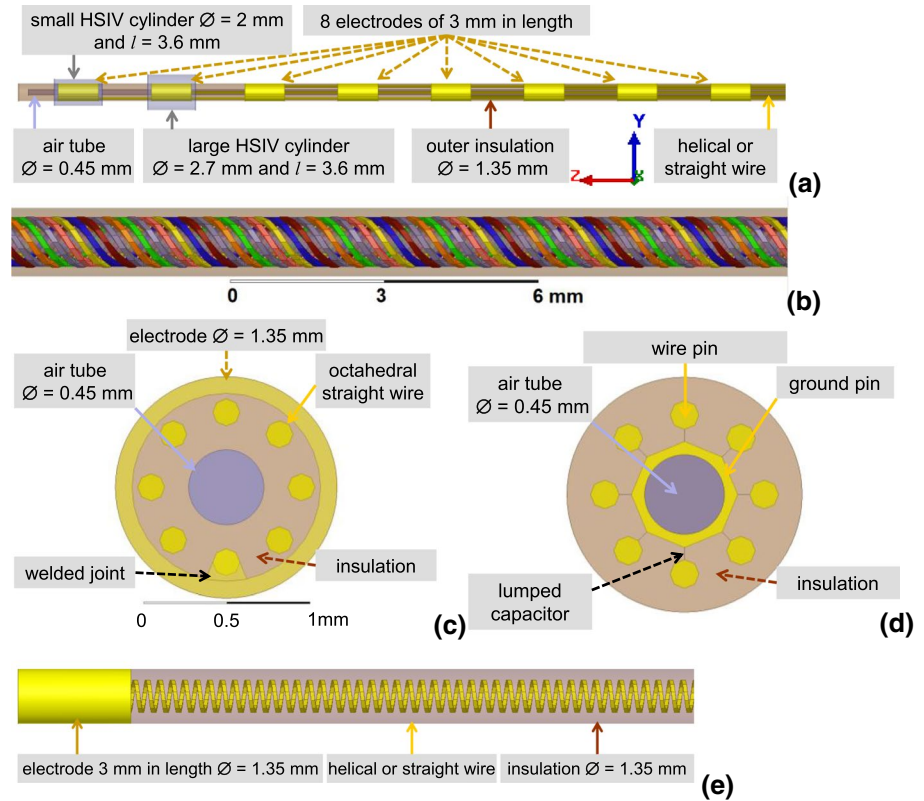 small HSIV cylinder Ø = 2 mm
and l = 3.6 mm
8 electrodes of 3 mm in length
air tube
Ø = 0.45 mm
large HSIV cylinder
Ø = 2.7 mm and l = 3.6 mm
outer insulation
Ø = 1.35 mm
Y
Z
X
helical or
straight wire
(a)
0
3
6 mm
(b)
electrode Ø = 1.35 mm
air tube
Ø = 0.45 mm
octahedral
straight wire
welded joint
insulation
0
0.5
1mm
(c)
wire pin
air tube
Ø = 0.45 mm
ground pin
lumped
capacitor
insulation
(d)
electrode 3 mm in length Ø = 1.35 mm
helical or straight wire
insulation Ø = 1.35 mm
(e)